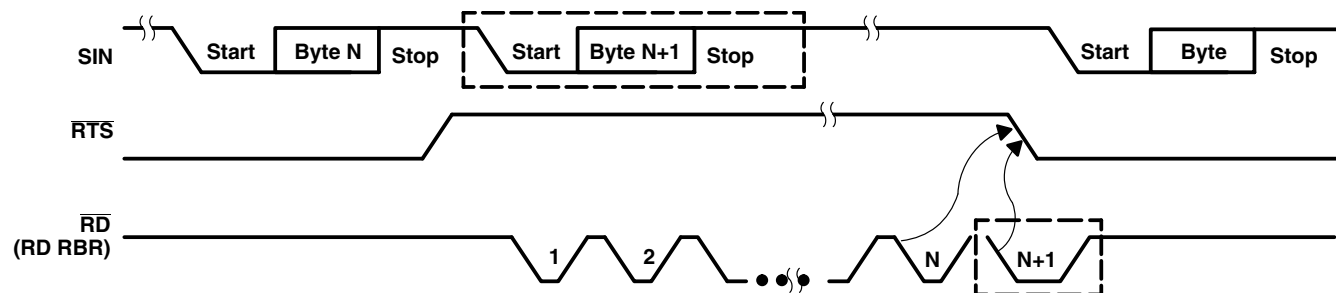 SIN
Start
Byte N
Stop
Start
Byte N+1
Stop
Start
Byte
Stop
RTS
RD
(RD RBR)
1
2
N
N+1